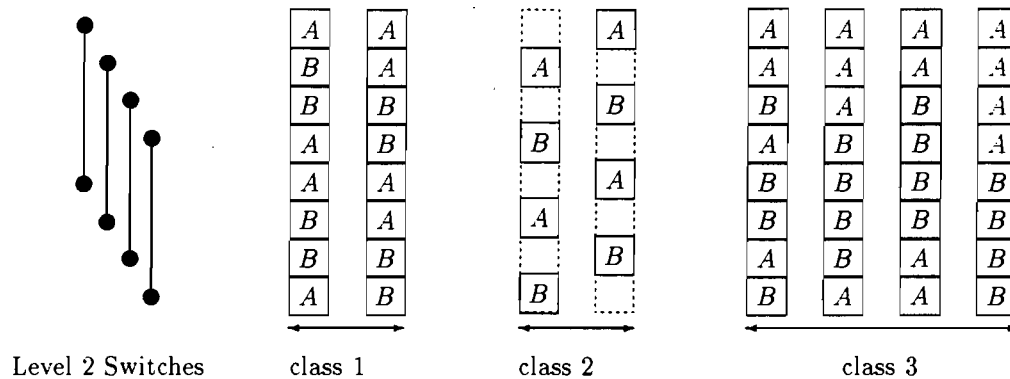 A A A A A A A
B A A A A A A
B B B B A B A
A B B A B B A
A A A B B B B
B A A B B B B
B B B A B A B
A B B B A A B
Level 2 Switches class 1 class 2 class 3